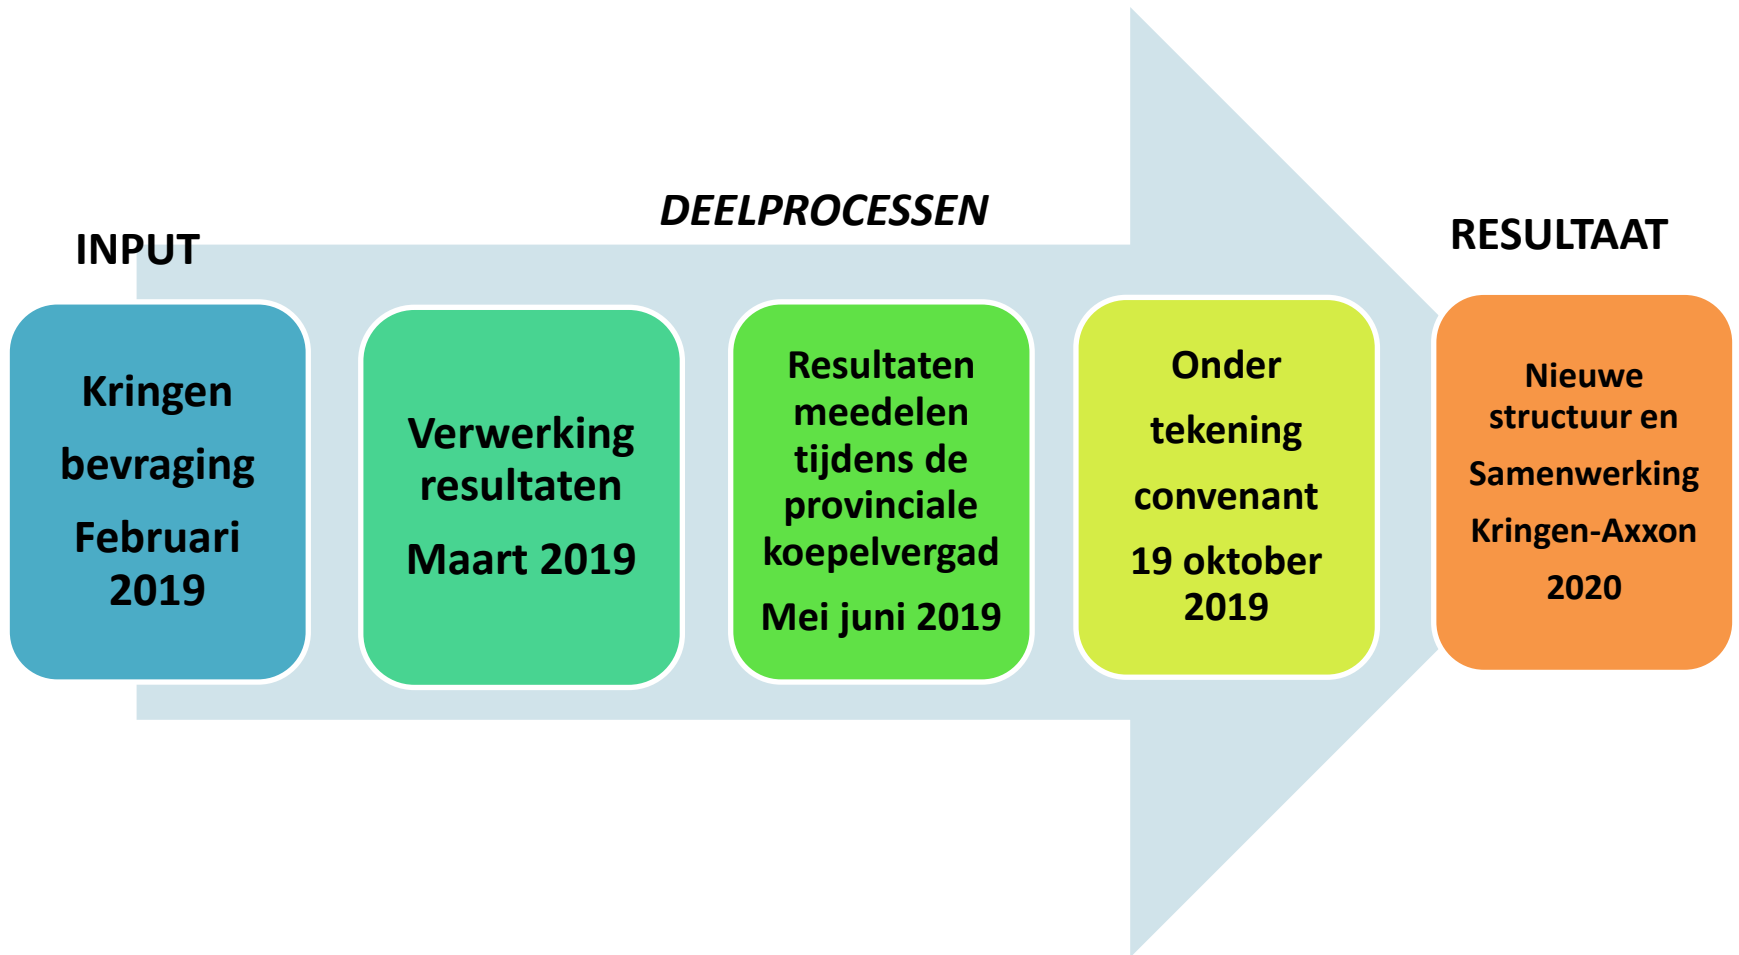 DEELPROCESSEN
INPUT
RESULTAAT
Kringen
bevraging
Februari
2019
Verwerking
resultaten
Maart 2019
Resultaten
meedelen
tijdens de
provinciale
koepelvergad
Mei juni 2019
Onder
tekening
convenant
19 oktober
2019
Nieuwe
structuur en
Samenwerking
Kringen-Axxon
2020